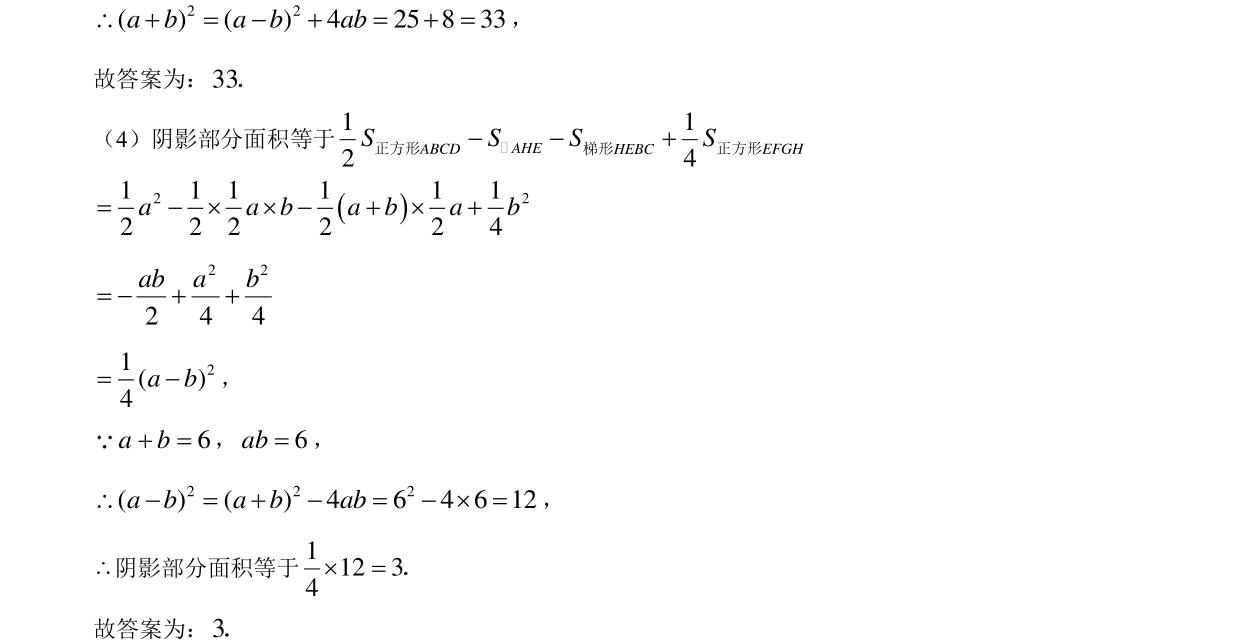 ∴(a+b)²=(a−b)²+4ab=25+8=33，
故答案为：33.
（4）阴影部分面积等于1/2 S正方形ABCD − S AHE − S梯形HEBC + 1/4 S正方形EFGH
=1/2 a² − 1/2 × 1/2 a×b − 1/2 (a+b)× 1/2 a + 1/4 b²
=−ab/2 + a²/4 + b²/4
=1/4 (a−b)²，
∵a+b=6，ab=6，
∴(a−b)²=(a+b)²−4ab=6²−4×6=12，
∴阴影部分面积等于1/4 ×12=3.
故答案为：3.